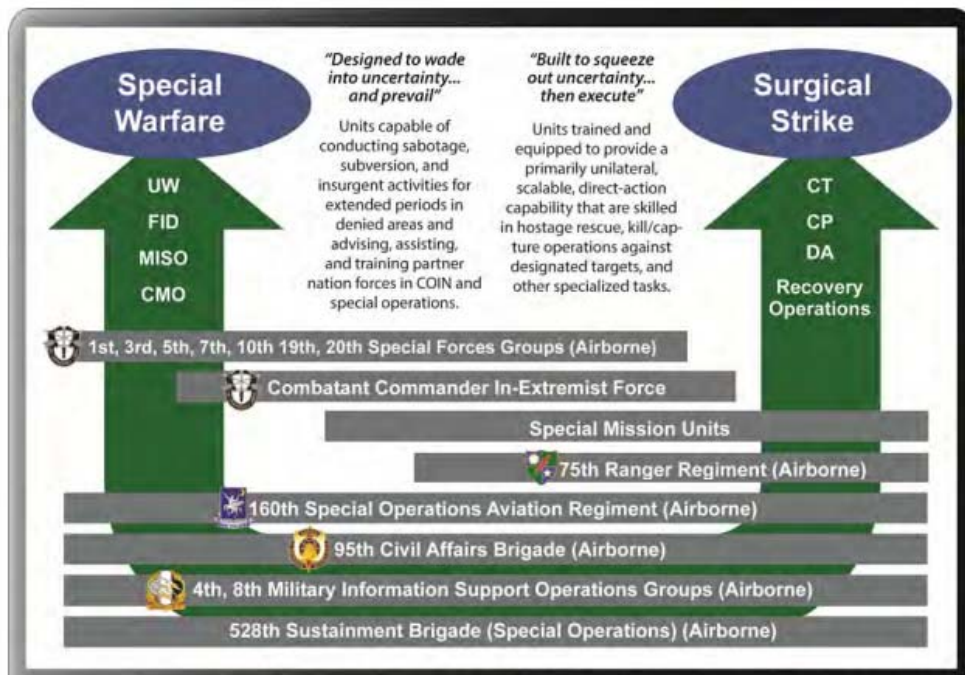 Special
Warfare
"Designed to wade
into uncertainty...
and prevail"
Units capable of
conducting sabotage,
subversion, and
insurgent activities for
extended periods in
denied areas and
advising, assisting,
and training partner
nation forces in COIN and
special operations.
"Built to squeeze
out uncertainty...
then execute"
Units trained and
equipped to provide a
primarily unilateral,
scalable, direct-action
capability that are skilled
in hostage rescue, kill/cap-
ture operations against
designated targets, and
other specialized tasks.
Surgical
Strike
UW
FID
MISO
CMO
CT
CP
DA
Recovery
Operations
1st, 3rd, 5th, 7th, 10th 19th, 20th Special Forces Groups (Airborne)
Combatant Commander In-Extremist Force
Special Mission Units
75th Ranger Regiment (Airborne)
160th Special Operations Aviation Regiment (Airborne)
95th Civil Affairs Brigade (Airborne)
4th, 8th Military Information Support Operations Groups (Airborne)
528th Sustainment Brigade (Special Operations) (Airborne)